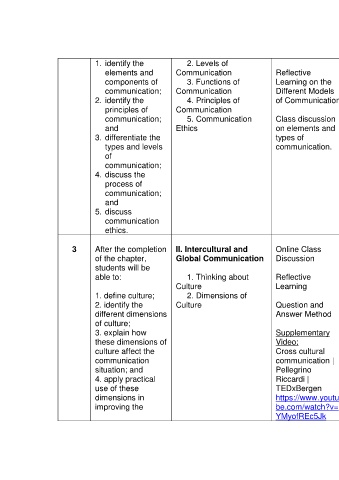 1. identify the
elements and
components of
communication;
2. identify the
principles of
communication;
and
3. differentiate the
types and levels
of
communication;
4. discuss the
process of
communication;
and
5. discuss
communication
ethics.
2. Levels of
Communication
3. Functions of
Communication
4. Principles of
Communication
5. Communication
Ethics
Reflective
Learning on the
Different Models
of Communication
Class discussion
on elements and
types of
communication.
3
After the completion
of the chapter,
students will be
able to:
1. define culture;
2. identify the
different dimensions
of culture;
3. explain how
these dimensions of
culture affect the
communication
situation; and
4. apply practical
use of these
dimensions in
improving the
II. Intercultural and
Global Communication
1. Thinking about
Culture
2. Dimensions of
Culture
Online Class
Discussion
Reflective
Learning
Question and
Answer Method
Supplementary
Video:
Cross cultural
communication |
Pellegrino
Riccardi |
TEDxBergen
https://www.youtu
be.com/watch?v=
YMyofREc5Jk